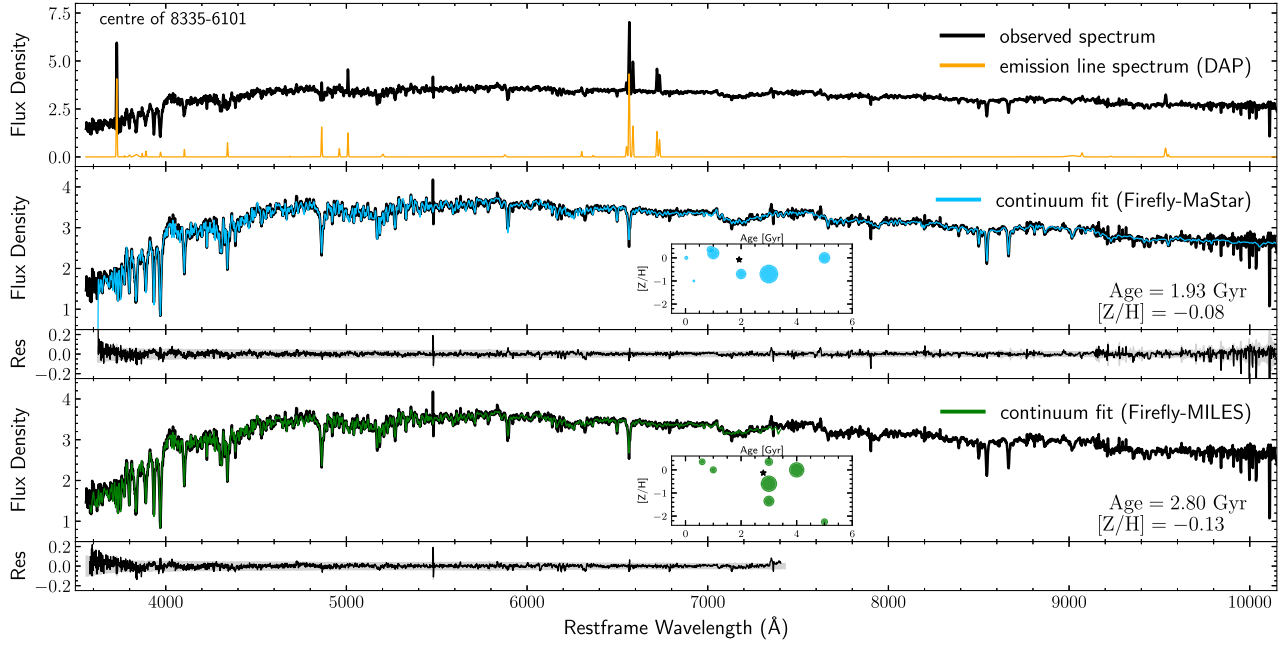 centre of 8335-6101
observed spectrum
emission line spectrum (DAP)
Flux Density
7.5
5.0
2.5
0.0
continuum fit (Firefly-MaStar)
Flux Density
4
3
2
1
Age [Gyr]
[Z/H]
0
−1
−2
0 2 4 6
Age = 1.93 Gyr
[Z/H] = −0.08
Res
0.2
0.0
−0.2
continuum fit (Firefly-MILES)
Flux Density
4
3
2
1
Age [Gyr]
[Z/H]
0
−1
−2
0 2 4 6
Age = 2.80 Gyr
[Z/H] = −0.13
Res
0.2
0.0
−0.2
4000 5000 6000 7000 8000 9000 10000
Restframe Wavelength (Å)